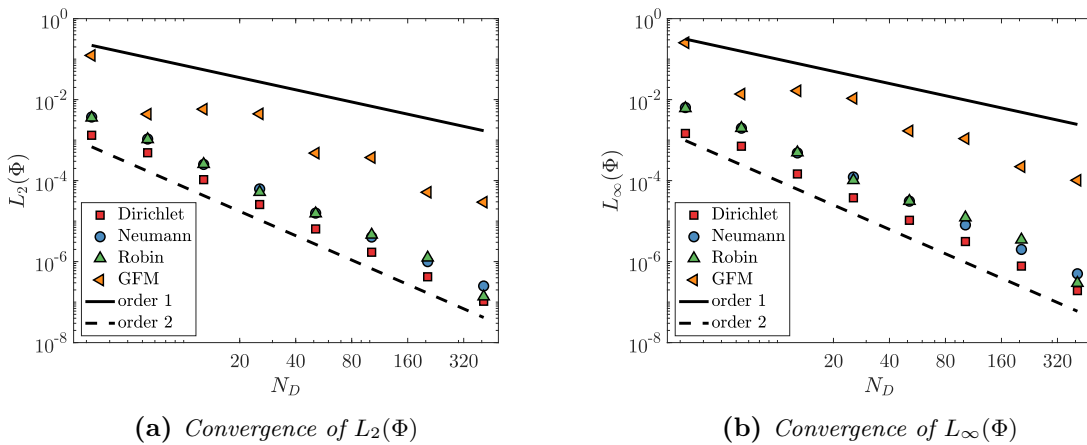 10^0
10^-2
10^-4
10^-6
10^-8
L_2(Φ)
Dirichlet
Neumann
Robin
GFM
order 1
order 2
20 40 80 160 320
N_D
(a) Convergence of L_2(Φ)
10^0
10^-2
10^-4
10^-6
10^-8
L_∞(Φ)
Dirichlet
Neumann
Robin
GFM
order 1
order 2
20 40 80 160 320
N_D
(b) Convergence of L_∞(Φ)